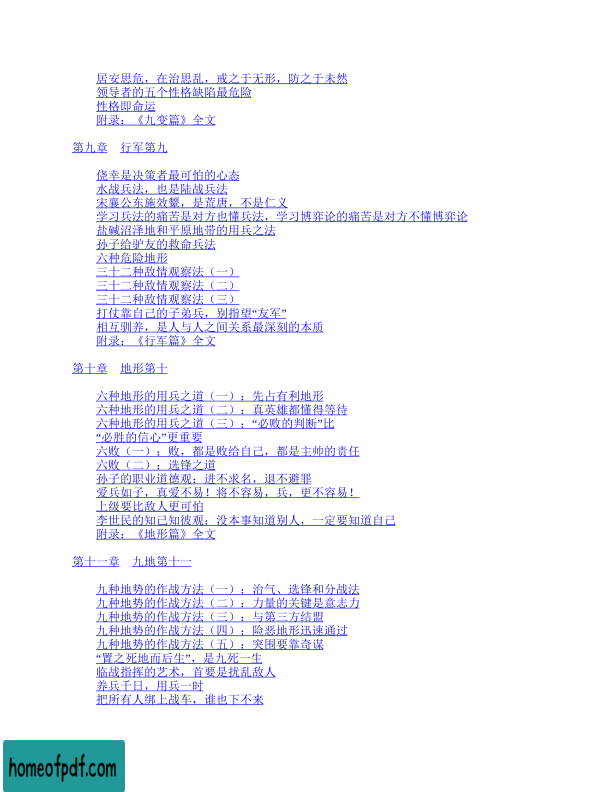 居安思危，在治思乱，戒之于无形，防之于未然
领导者的五个性格缺陷最危险
性格即命运
附录：《九变篇》全文
第九章 行军第九
侥幸是决策者最可怕的心态
水战兵法，也是陆战兵法
宋襄公东施效颦，是荒唐，不是仁义
学习兵法的痛苦是对方也懂兵法，学习博弈论的痛苦是对方不懂博弈论
盐碱沼泽地和平原地带的用兵之法
孙子给驴友的救命兵法
六种危险地形
三十二种敌情观察法（一）
三十二种敌情观察法（二）
三十二种敌情观察法（三）
打仗靠自己的子弟兵，别指望“友军”
相互驯养，是人与人之间关系最深刻的本质
附录：《行军篇》全文
第十章 地形第十
六种地形的用兵之道（一）：先占有利地形
六种地形的用兵之道（二）：真英雄都懂得等待
六种地形的用兵之道（三）：“必败的判断”比
“必胜的信心”更重要
六败（一）：败，都是败给自己，都是主帅的责任
六败（二）：选锋之道
孙子的职业道德观：进不求名，退不避罪
爱兵如子，真爱不易！将不容易，兵，更不容易！
上级要比敌人更可怕
李世民的知己知彼观：没本事知道别人，一定要知道自己
附录：《地形篇》全文
第十一章 九地第十一
九种地势的作战方法（一）：治气、选锋和分战法
九种地势的作战方法（二）：力量的关键是意志力
九种地势的作战方法（三）：与第三方结盟
九种地势的作战方法（四）：险恶地形迅速通过
九种地势的作战方法（五）：突围要靠奇谋
“置之死地而后生”，是九死一生
临战指挥的艺术，首要是扰乱敌人
养兵千日，用兵一时
把所有人绑上战车，谁也下不来
homeofpdf.com